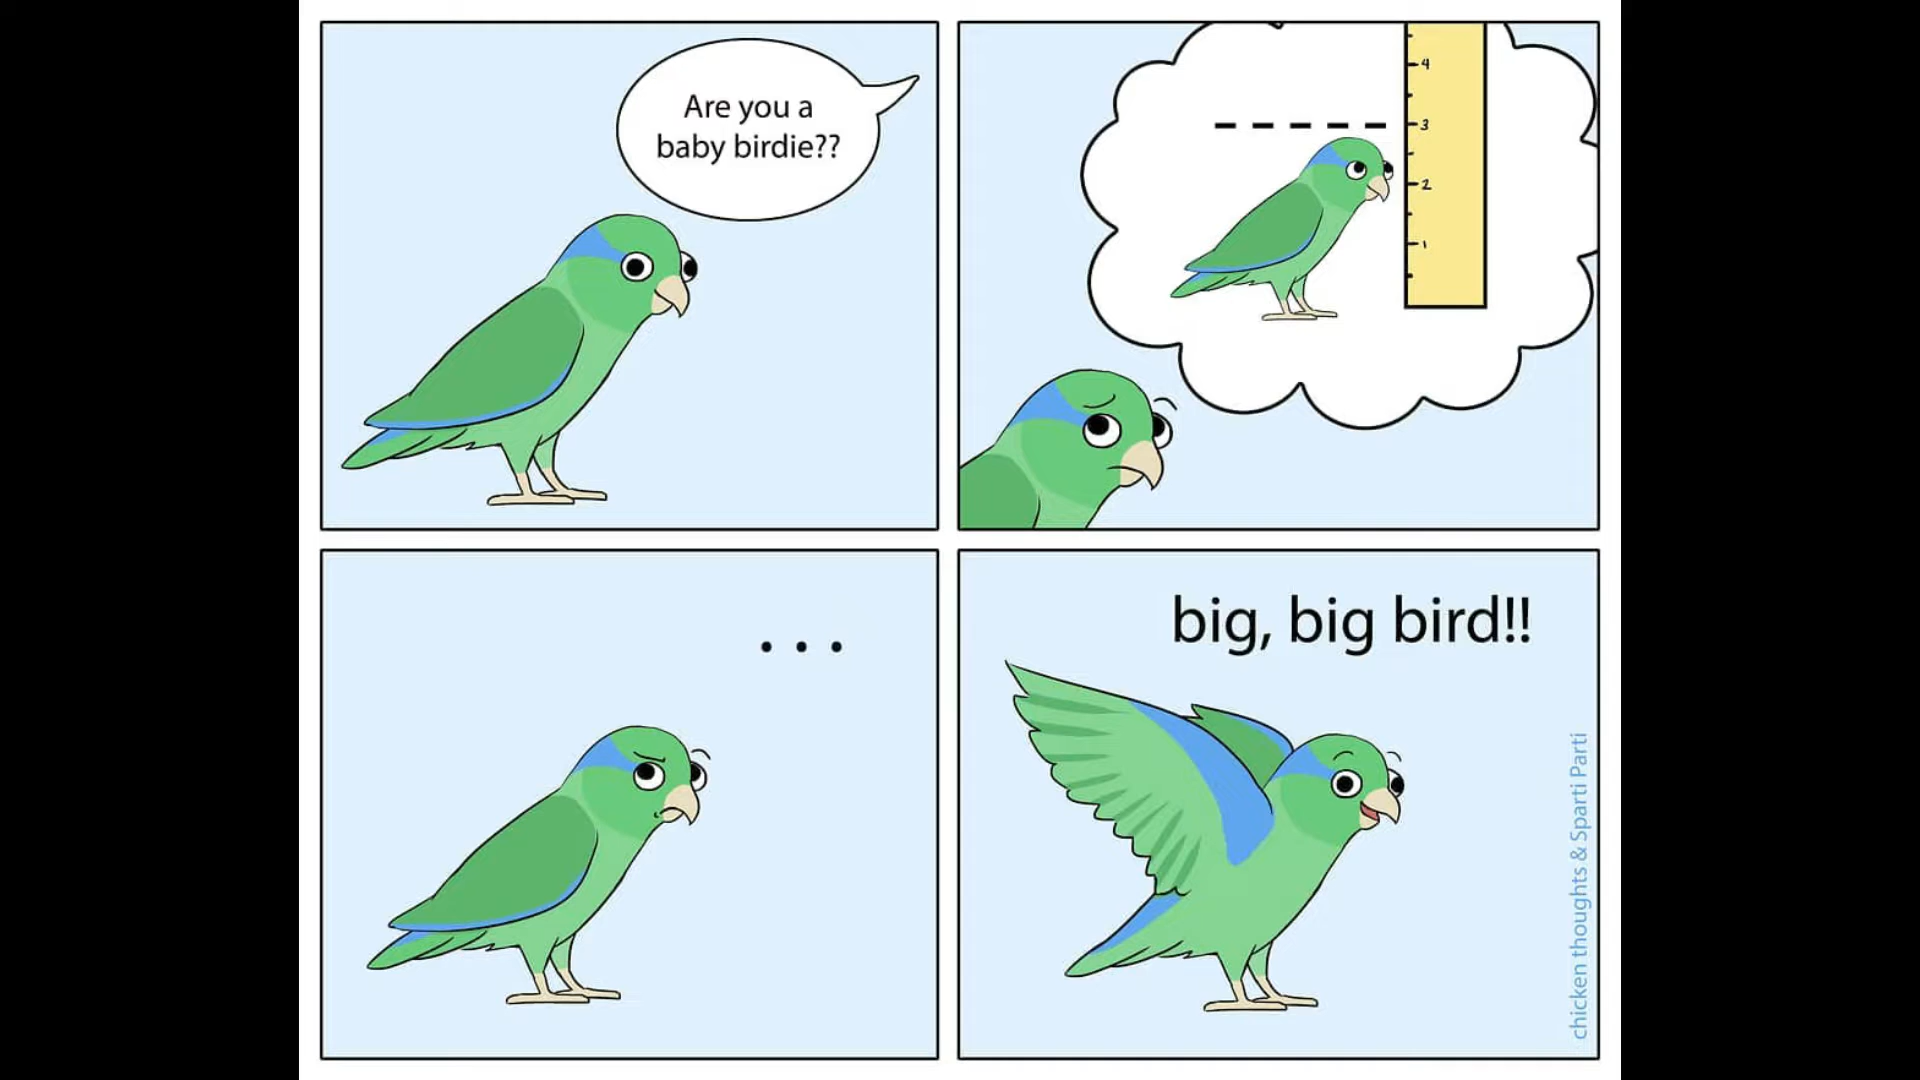 Are you a
baby birdie??
4
3
2
1
. . .
big, big bird!!
chicken thoughts & Sparti Parti